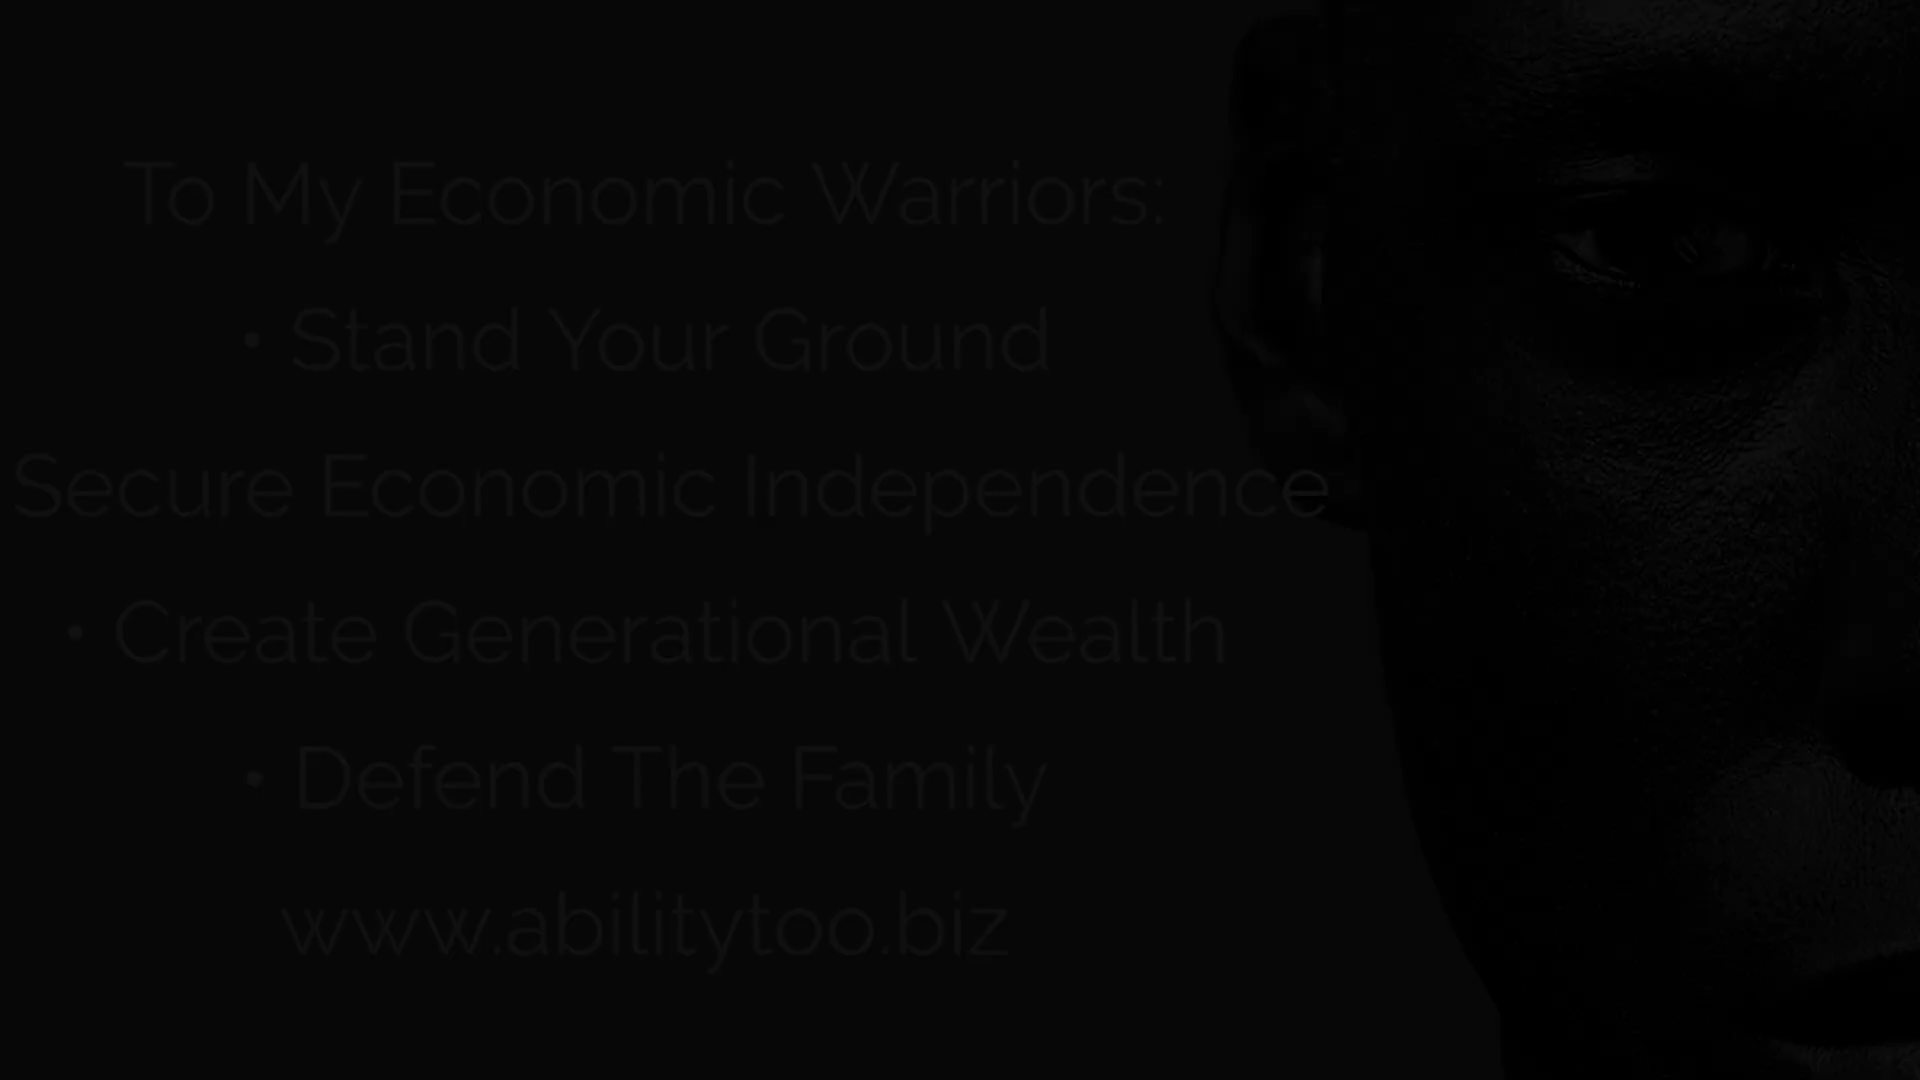 To My Economic Warriors:
• Stand Your Ground
Secure Economic Independence
• Create Generational Wealth
• Defend The Family
www.abilitytoo.biz